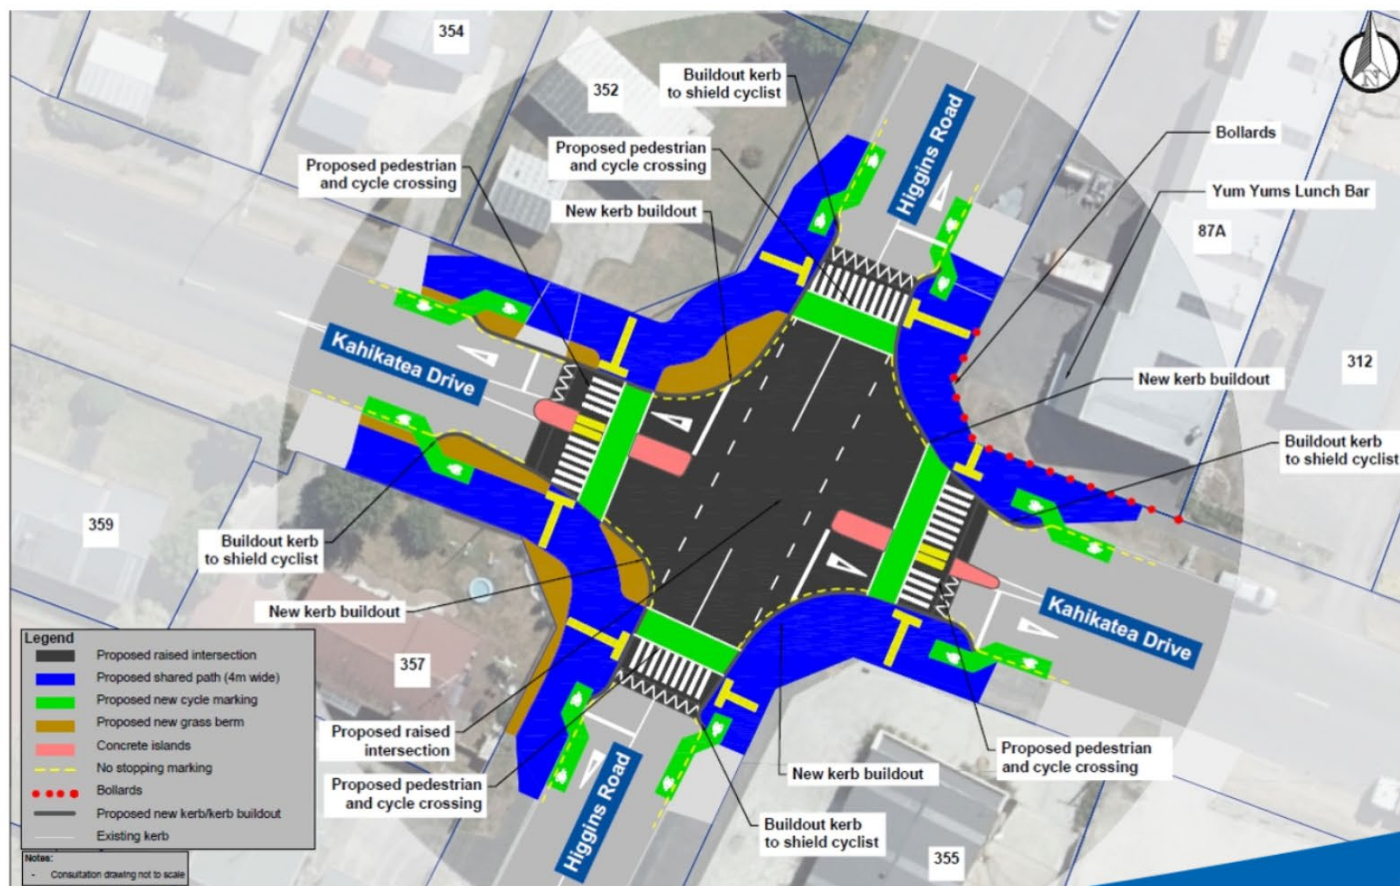 354
Buildout kerb
to shield cyclist
352
Higgins Road
N
Bollards
Proposed pedestrian
and cycle crossing
Proposed pedestrian
and cycle crossing
Yum Yums Lunch Bar
New kerb buildout
87A
Kahikatea Drive
312
New kerb buildout
Buildout kerb
to shield cyclist
359
Buildout kerb
to shield cyclist
New kerb buildout
Kahikatea Drive
Legend
Proposed raised intersection
Proposed shared path (4m wide)
Proposed new cycle marking
Proposed new grass berm
Concrete islands
No stopping marking
Bollards
Proposed new kerb/kerb buildout
Existing kerb
Notes:
- Consultation drawing not to scale
357
Proposed raised
intersection
Proposed pedestrian
and cycle crossing
Higgins Road
Proposed pedestrian
and cycle crossing
New kerb buildout
Buildout kerb
to shield cyclist
355